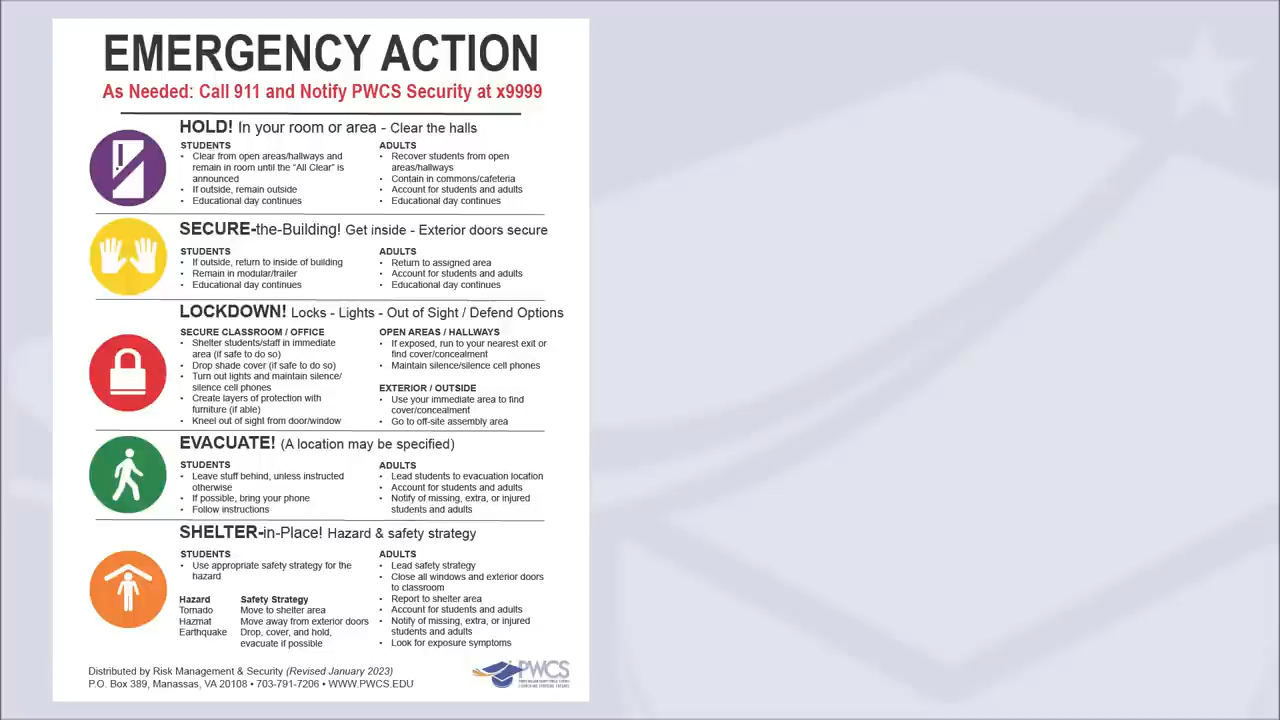 EMERGENCY ACTION
As Needed: Call 911 and Notify PWCS Security at x9999
HOLD! In your room or area - Clear the halls
STUDENTS
• Clear from open areas/hallways and
remain in room until the "All Clear" is
announced
• If outside, remain outside
• Educational day continues
ADULTS
• Recover students from open
areas/hallways
• Contain in commons/cafeteria
• Account for students and adults
• Educational day continues
SECURE-the-Building! Get inside - Exterior doors secure
STUDENTS
• If outside, return to inside of building
• Remain in modular/trailer
• Educational day continues
ADULTS
• Return to assigned area
• Account for students and adults
• Educational day continues
LOCKDOWN! Locks - Lights - Out of Sight / Defend Options
SECURE CLASSROOM / OFFICE
• Shelter students/staff in immediate
area (if safe to do so)
• Drop shade cover (if safe to do so)
• Turn out lights and maintain silence/
silence cell phones
• Create layers of protection with
furniture (if able)
• Kneel out of sight from door/window
OPEN AREAS / HALLWAYS
• If exposed, run to your nearest exit or
find cover/concealment
• Maintain silence/silence cell phones
EXTERIOR / OUTSIDE
• Use your immediate area to find
cover/concealment
• Go to off-site assembly area
EVACUATE! (A location may be specified)
STUDENTS
• Leave stuff behind, unless instructed
otherwise
• If possible, bring your phone
• Follow instructions
ADULTS
• Lead students to evacuation location
• Account for students and adults
• Notify of missing, extra, or injured
students and adults
SHELTER-in-Place! Hazard & safety strategy
STUDENTS
• Use appropriate safety strategy for the
hazard
Hazard Safety Strategy
Tornado Move to shelter area
Hazmat Move away from exterior doors
Earthquake Drop, cover, and hold,
evacuate if possible
ADULTS
• Lead safety strategy
• Close all windows and exterior doors
to classroom
• Report to shelter area
• Account for students and adults
• Notify of missing, extra, or injured
students and adults
• Look for exposure symptoms
Distributed by Risk Management & Security (Revised January 2023)
P.O. Box 389, Manassas, VA 20108 • 703-791-7206 • WWW.PWCS.EDU
PWCS